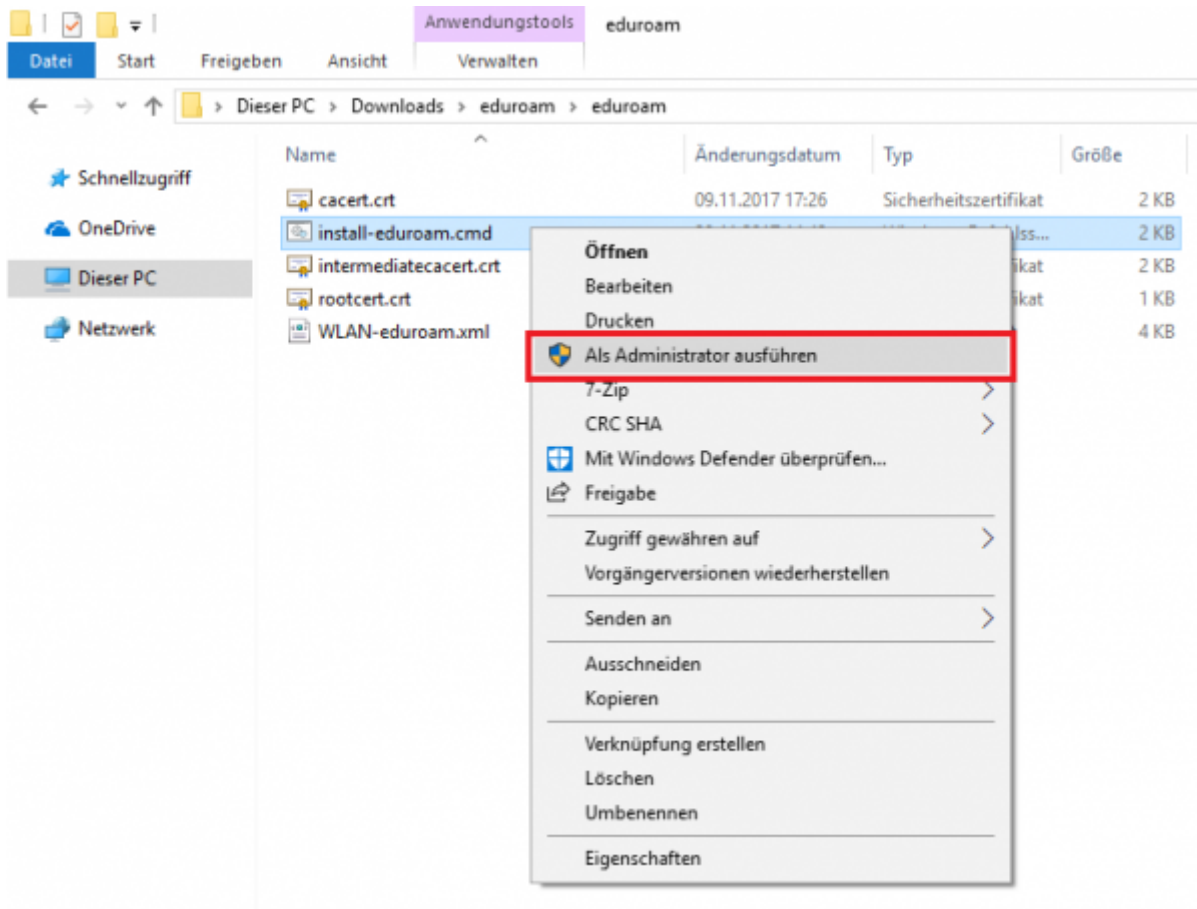 Anwendungstools eduroam
Datei Start Freigeben Ansicht Verwalten
Dieser PC > Downloads > eduroam > eduroam
Name Änderungsdatum Typ Größe
Schnellzugriff
OneDrive
Dieser PC
Netzwerk
cacert.crt 09.11.2017 17:26 Sicherheitszertifikat 2 KB
install-eduroam.cmd 2 KB
intermediatecacert.crt ikat 2 KB
rootcert.crt ikat 1 KB
WLAN-eduroam.xml 4 KB
Öffnen
Bearbeiten
Drucken
Als Administrator ausführen
7-Zip
CRC SHA
Mit Windows Defender überprüfen...
Freigabe
Zugriff gewähren auf
Vorgängerversionen wiederherstellen
Senden an
Ausschneiden
Kopieren
Verknüpfung erstellen
Löschen
Umbenennen
Eigenschaften